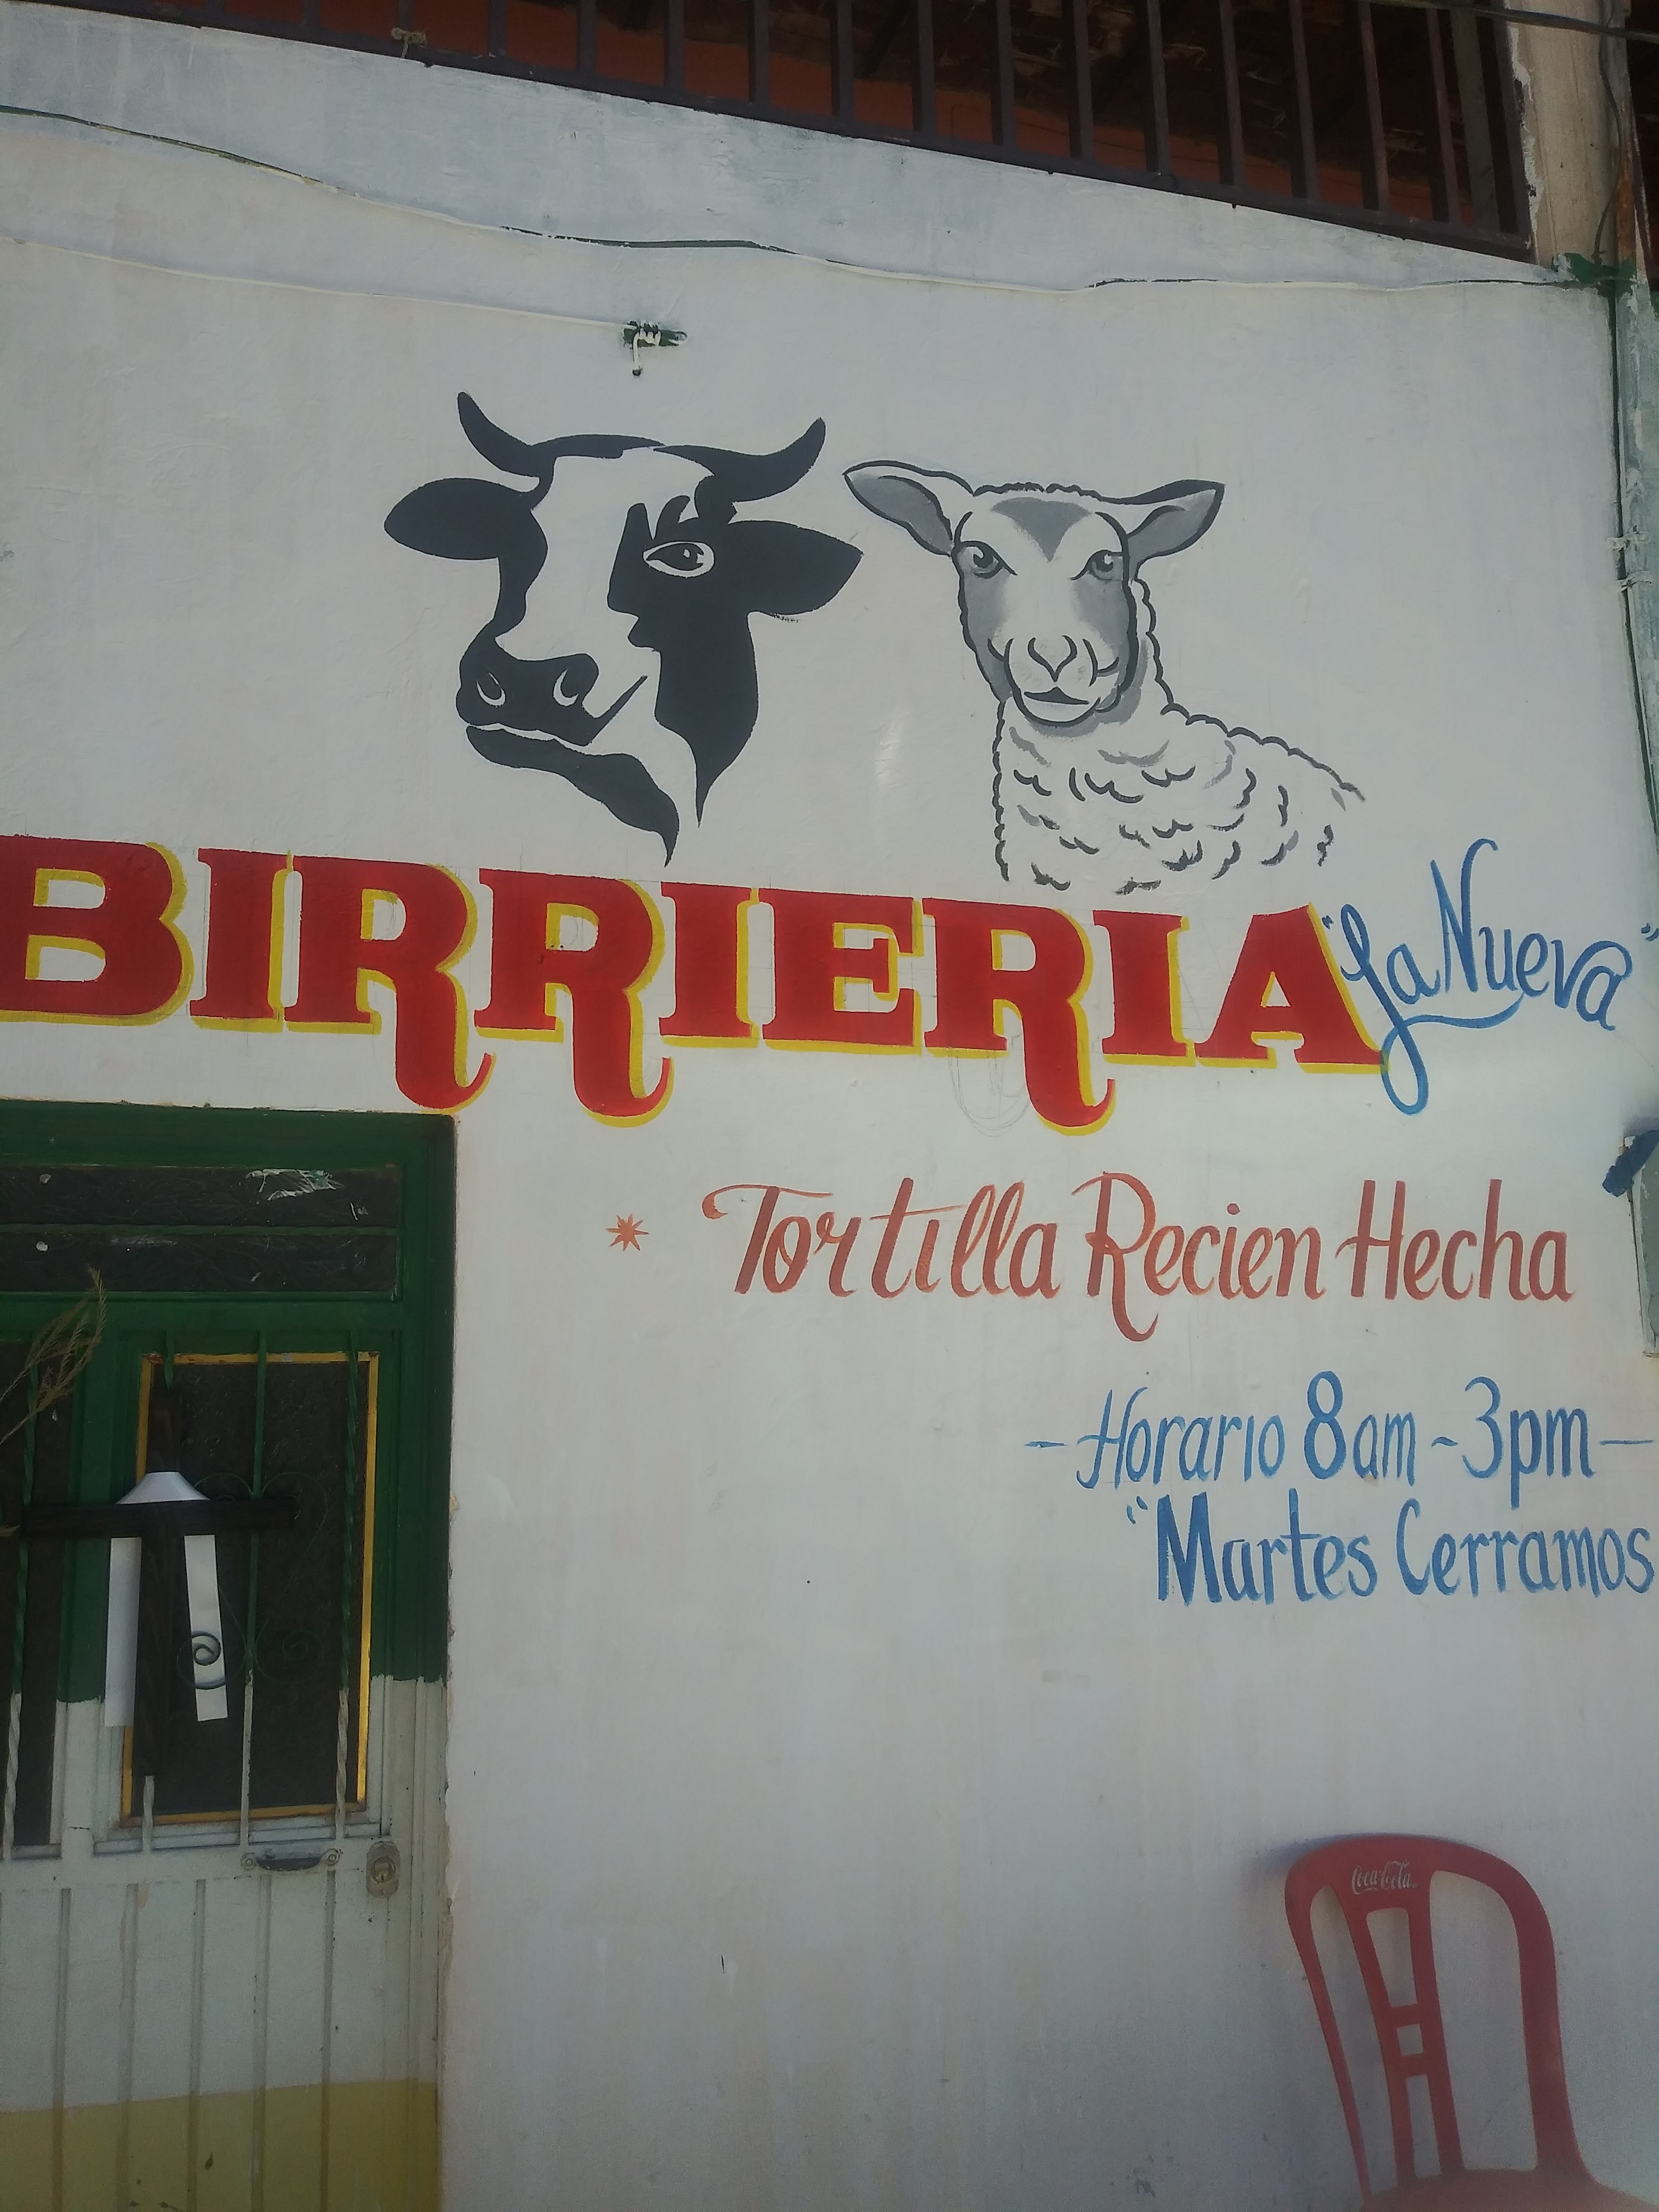 BIRRIERIA "La Nueva"
* Tortilla Recien Hecha
- Horario 8am - 3pm -
"Martes Cerramos
Coca-Cola